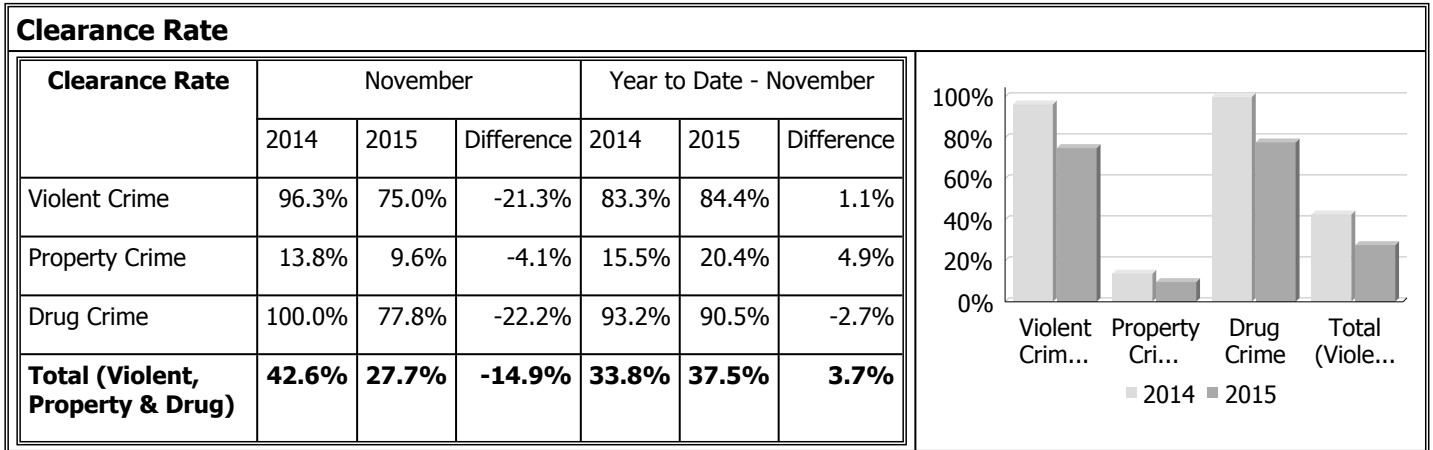 Clearance Rate
Clearance Rate November Year to Date - November
2014 2015 Difference 2014 2015 Difference
Violent Crime 96.3% 75.0% -21.3% 83.3% 84.4% 1.1%
Property Crime 13.8% 9.6% -4.1% 15.5% 20.4% 4.9%
Drug Crime 100.0% 77.8% -22.2% 93.2% 90.5% -2.7%
Total (Violent, 42.6% 27.7% -14.9% 33.8% 37.5% 3.7%
Property & Drug)
100%
80%
60%
40%
20%
0%
Violent Property Drug Total
Crim... Cri... Crime (Viole...
2014 2015